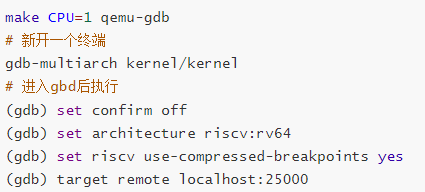 make CPU=1 qemu-gdb
# 新开一个终端
gdb-multiarch kernel/kernel
# 进入gbd后执行
(gdb) set confirm off
(gdb) set architecture riscv:rv64
(gdb) set riscv use-compressed-breakpoints yes
(gdb) target remote localhost:25000